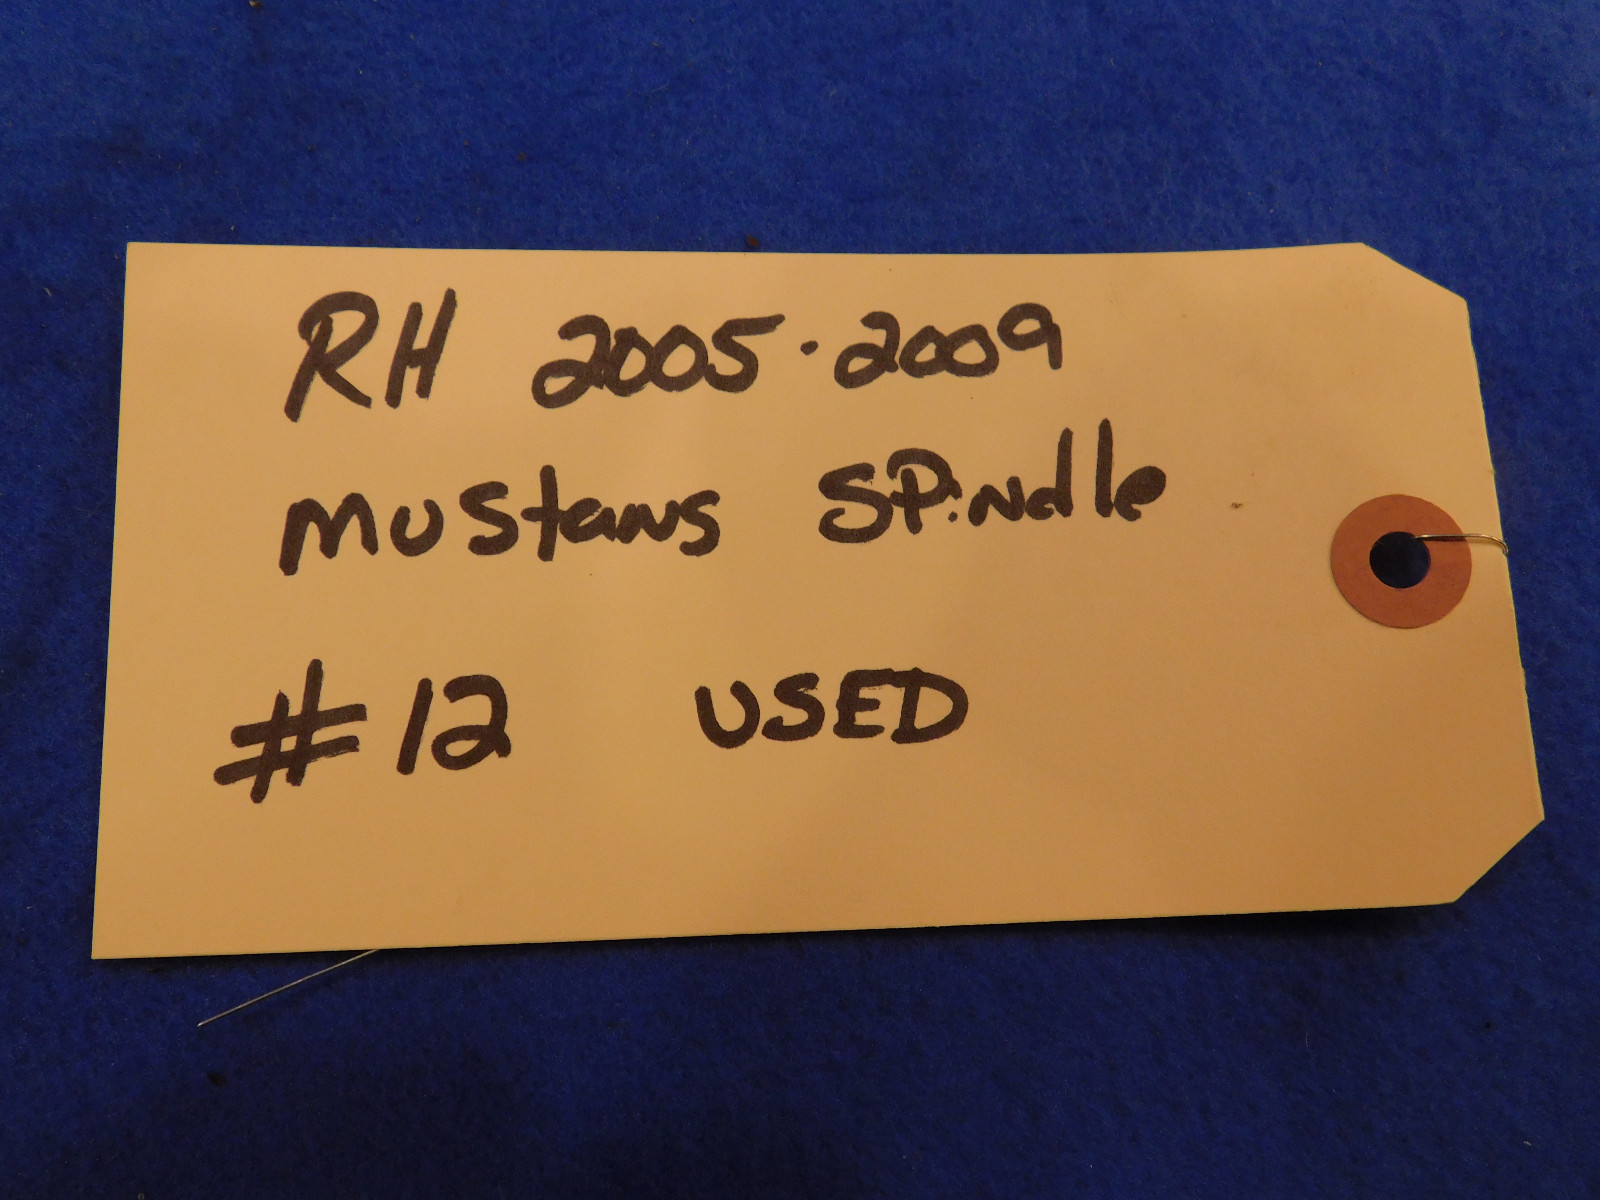 RH 2005-2009
MUStang SPindle
#12 USED